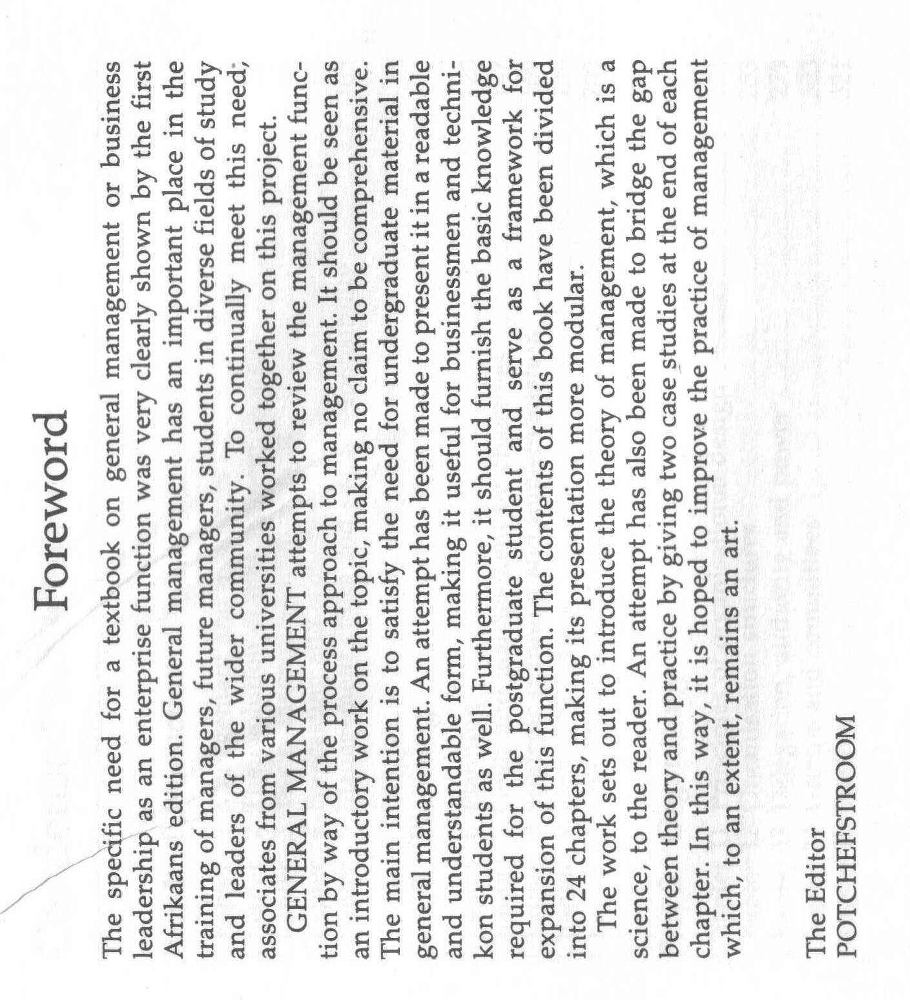 Foreword
The specific need for a textbook on general management or business
leadership as an enterprise function was very clearly shown by the first
Afrikaans edition. General management has an important place in the
training of managers, future managers, students in diverse fields of study
and leaders of the wider community. To continually meet this need,
associates from various universities worked together on this project.
GENERAL MANAGEMENT attempts to review the management func-
tion by way of the process approach to management. It should be seen as
an introductory work on the topic, making no claim to be comprehensive.
The main intention is to satisfy the need for undergraduate material in
general management. An attempt has been made to present it in a readable
and understandable form, making it useful for businessmen and techni-
kon students as well. Furthermore, it should furnish the basic knowledge
required for the postgraduate student and serve as a framework for
expansion of this function. The contents of this book have been divided
into 24 chapters, making its presentation more modular.
The work sets out to introduce the theory of management, which is a
science, to the reader. An attempt has also been made to bridge the gap
between theory and practice by giving two case studies at the end of each
chapter. In this way, it is hoped to improve the practice of management
which, to an extent, remains an art.
The Editor
POTCHEFSTROOM